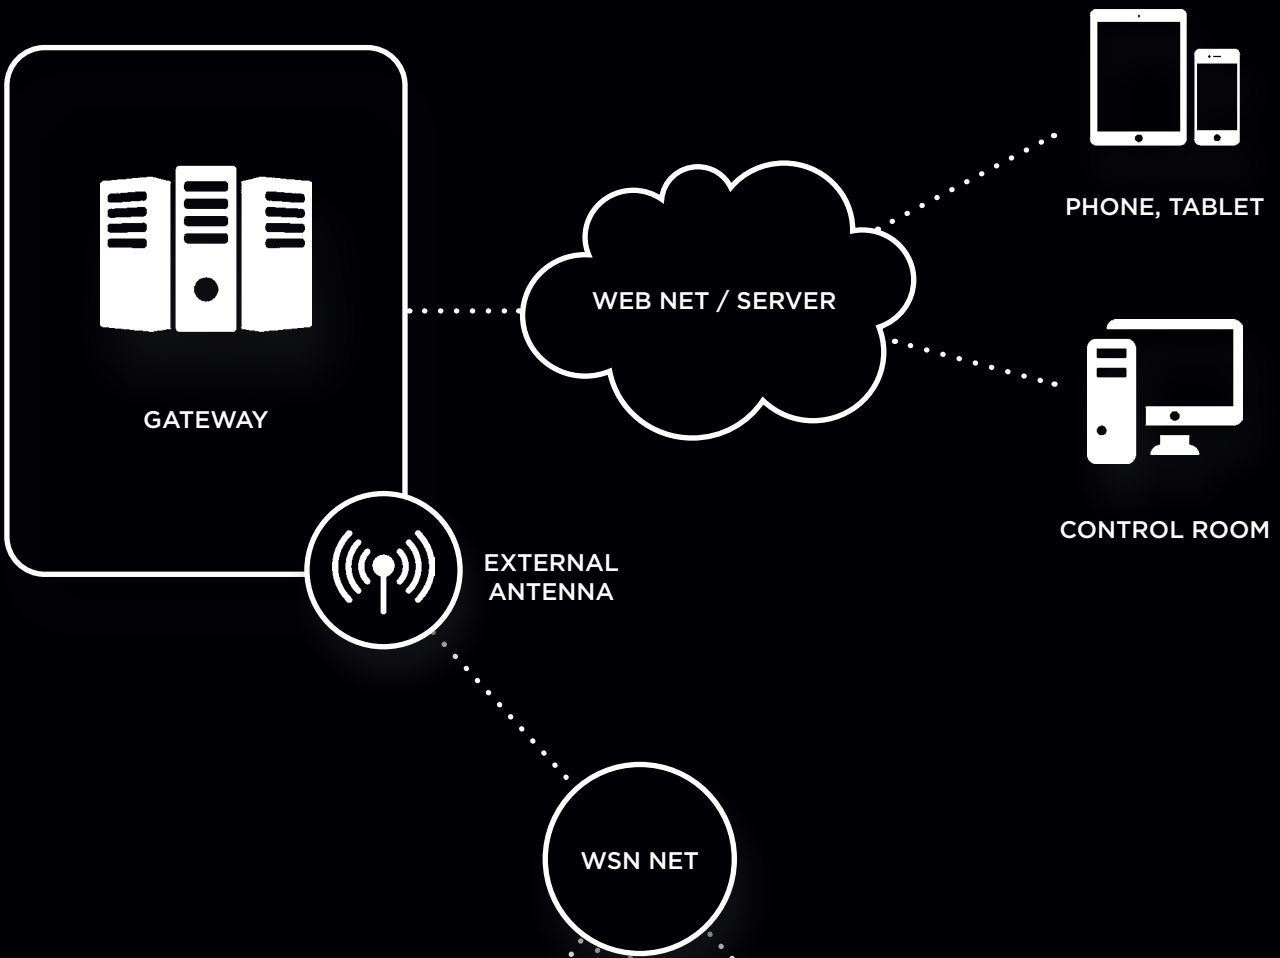 PHONE, TABLET
WEB NET / SERVER
GATEWAY
CONTROL ROOM
EXTERNAL
ANTENNA
WSN NET